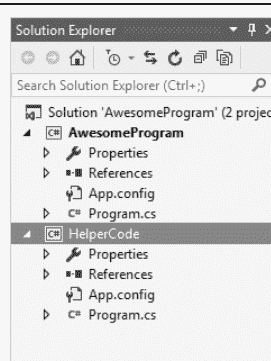 Solution Explorer
Search Solution Explorer (Ctrl+;)
Solution 'AwesomeProgram' (2 projec
C# AwesomeProgram
Properties
References
App.config
C# Program.cs
C# HelperCode
Properties
References
App.config
C# Program.cs